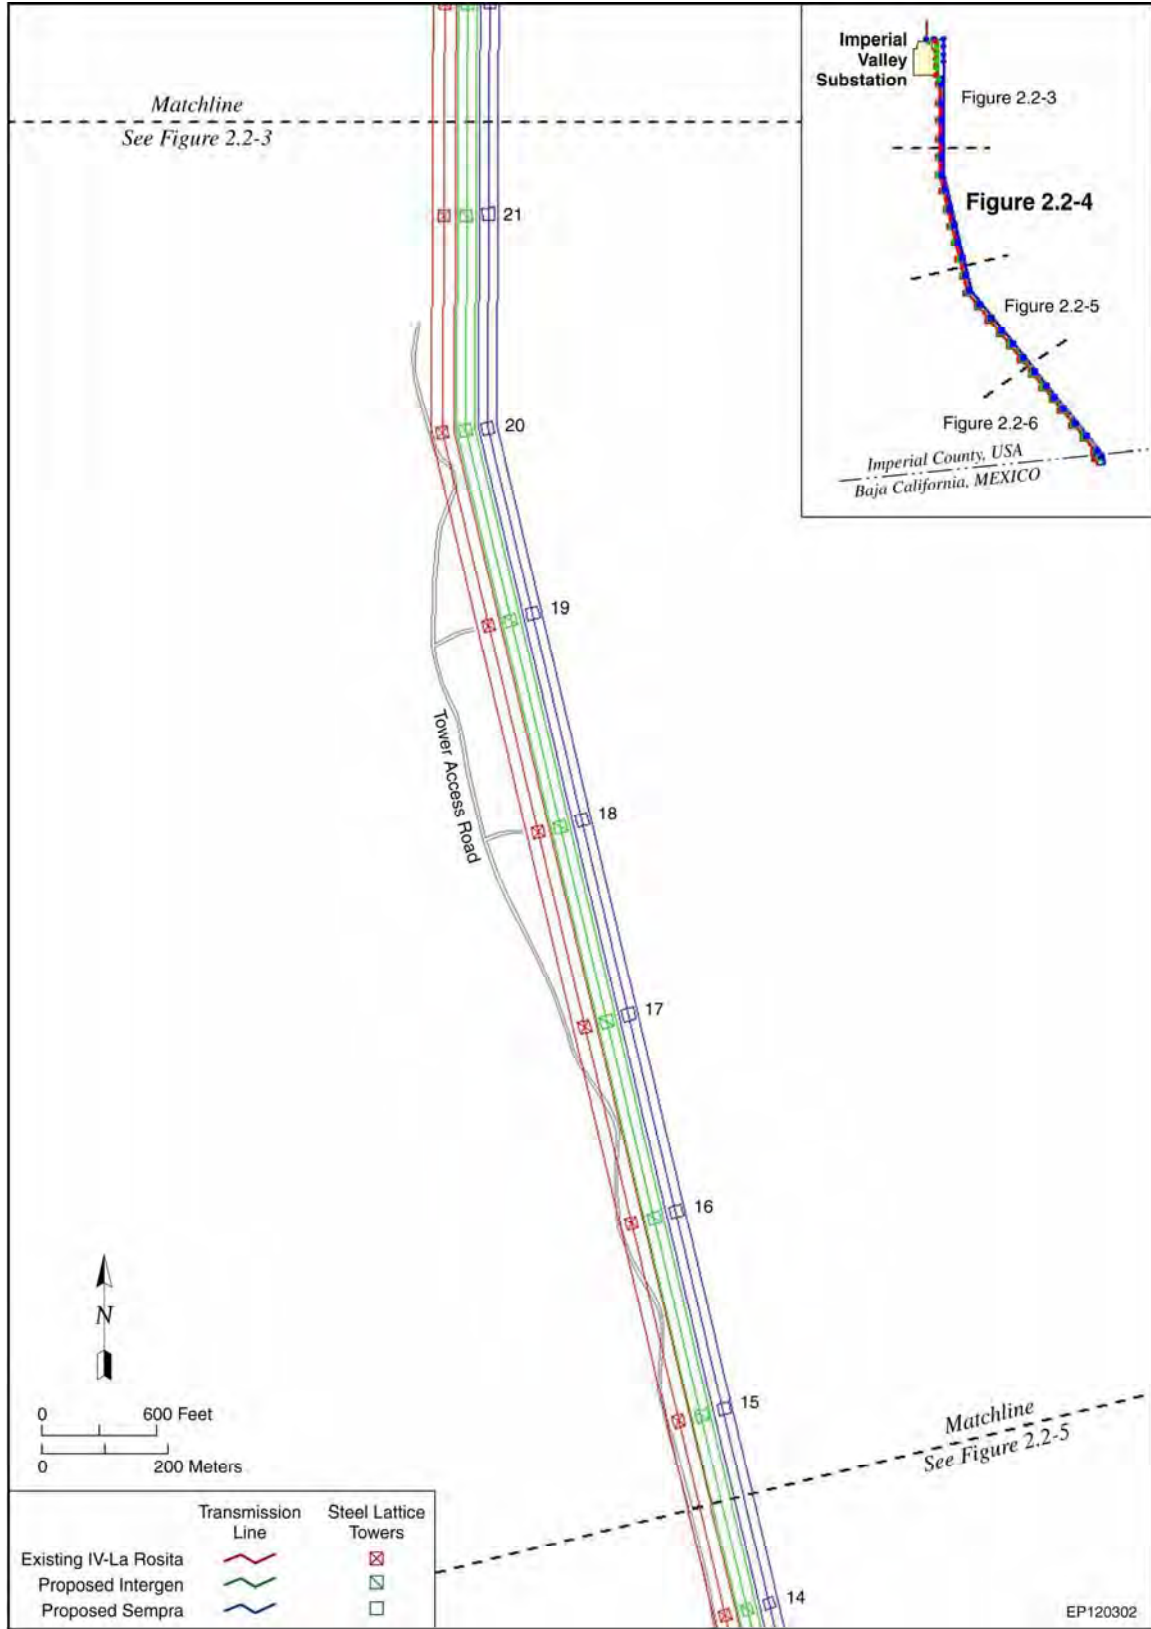 Matchline
See Figure 2.2-3
Imperial
Valley
Substation
Figure 2.2-3
Figure 2.2-4
Figure 2.2-5
Figure 2.2-6
Imperial County, USA
Baja California, MEXICO
21
20
19
18
Tower Access Road
17
16
15
14
N
0 600 Feet
0 200 Meters
Matchline
See Figure 2.2-5
Transmission Line
Steel Lattice Towers
Existing IV-La Rosita
Proposed Intergen
Proposed Sempra
EP120302